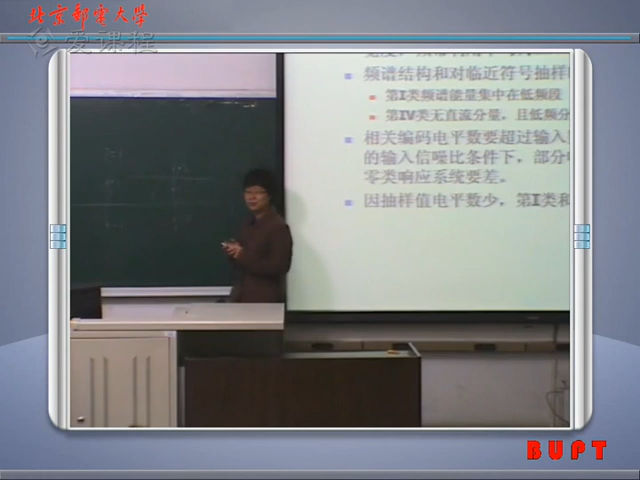 北京邮电大学
爱课程
频谱结构和对临近符号抽样
第I类频谱能量集中在低频段
第IV类无直流分量，且低频分
相关编码电平数要超过输入
的输入信噪比条件下，部分
零类响应系统要差。
因抽样值电平数少，第I类和
BUPT